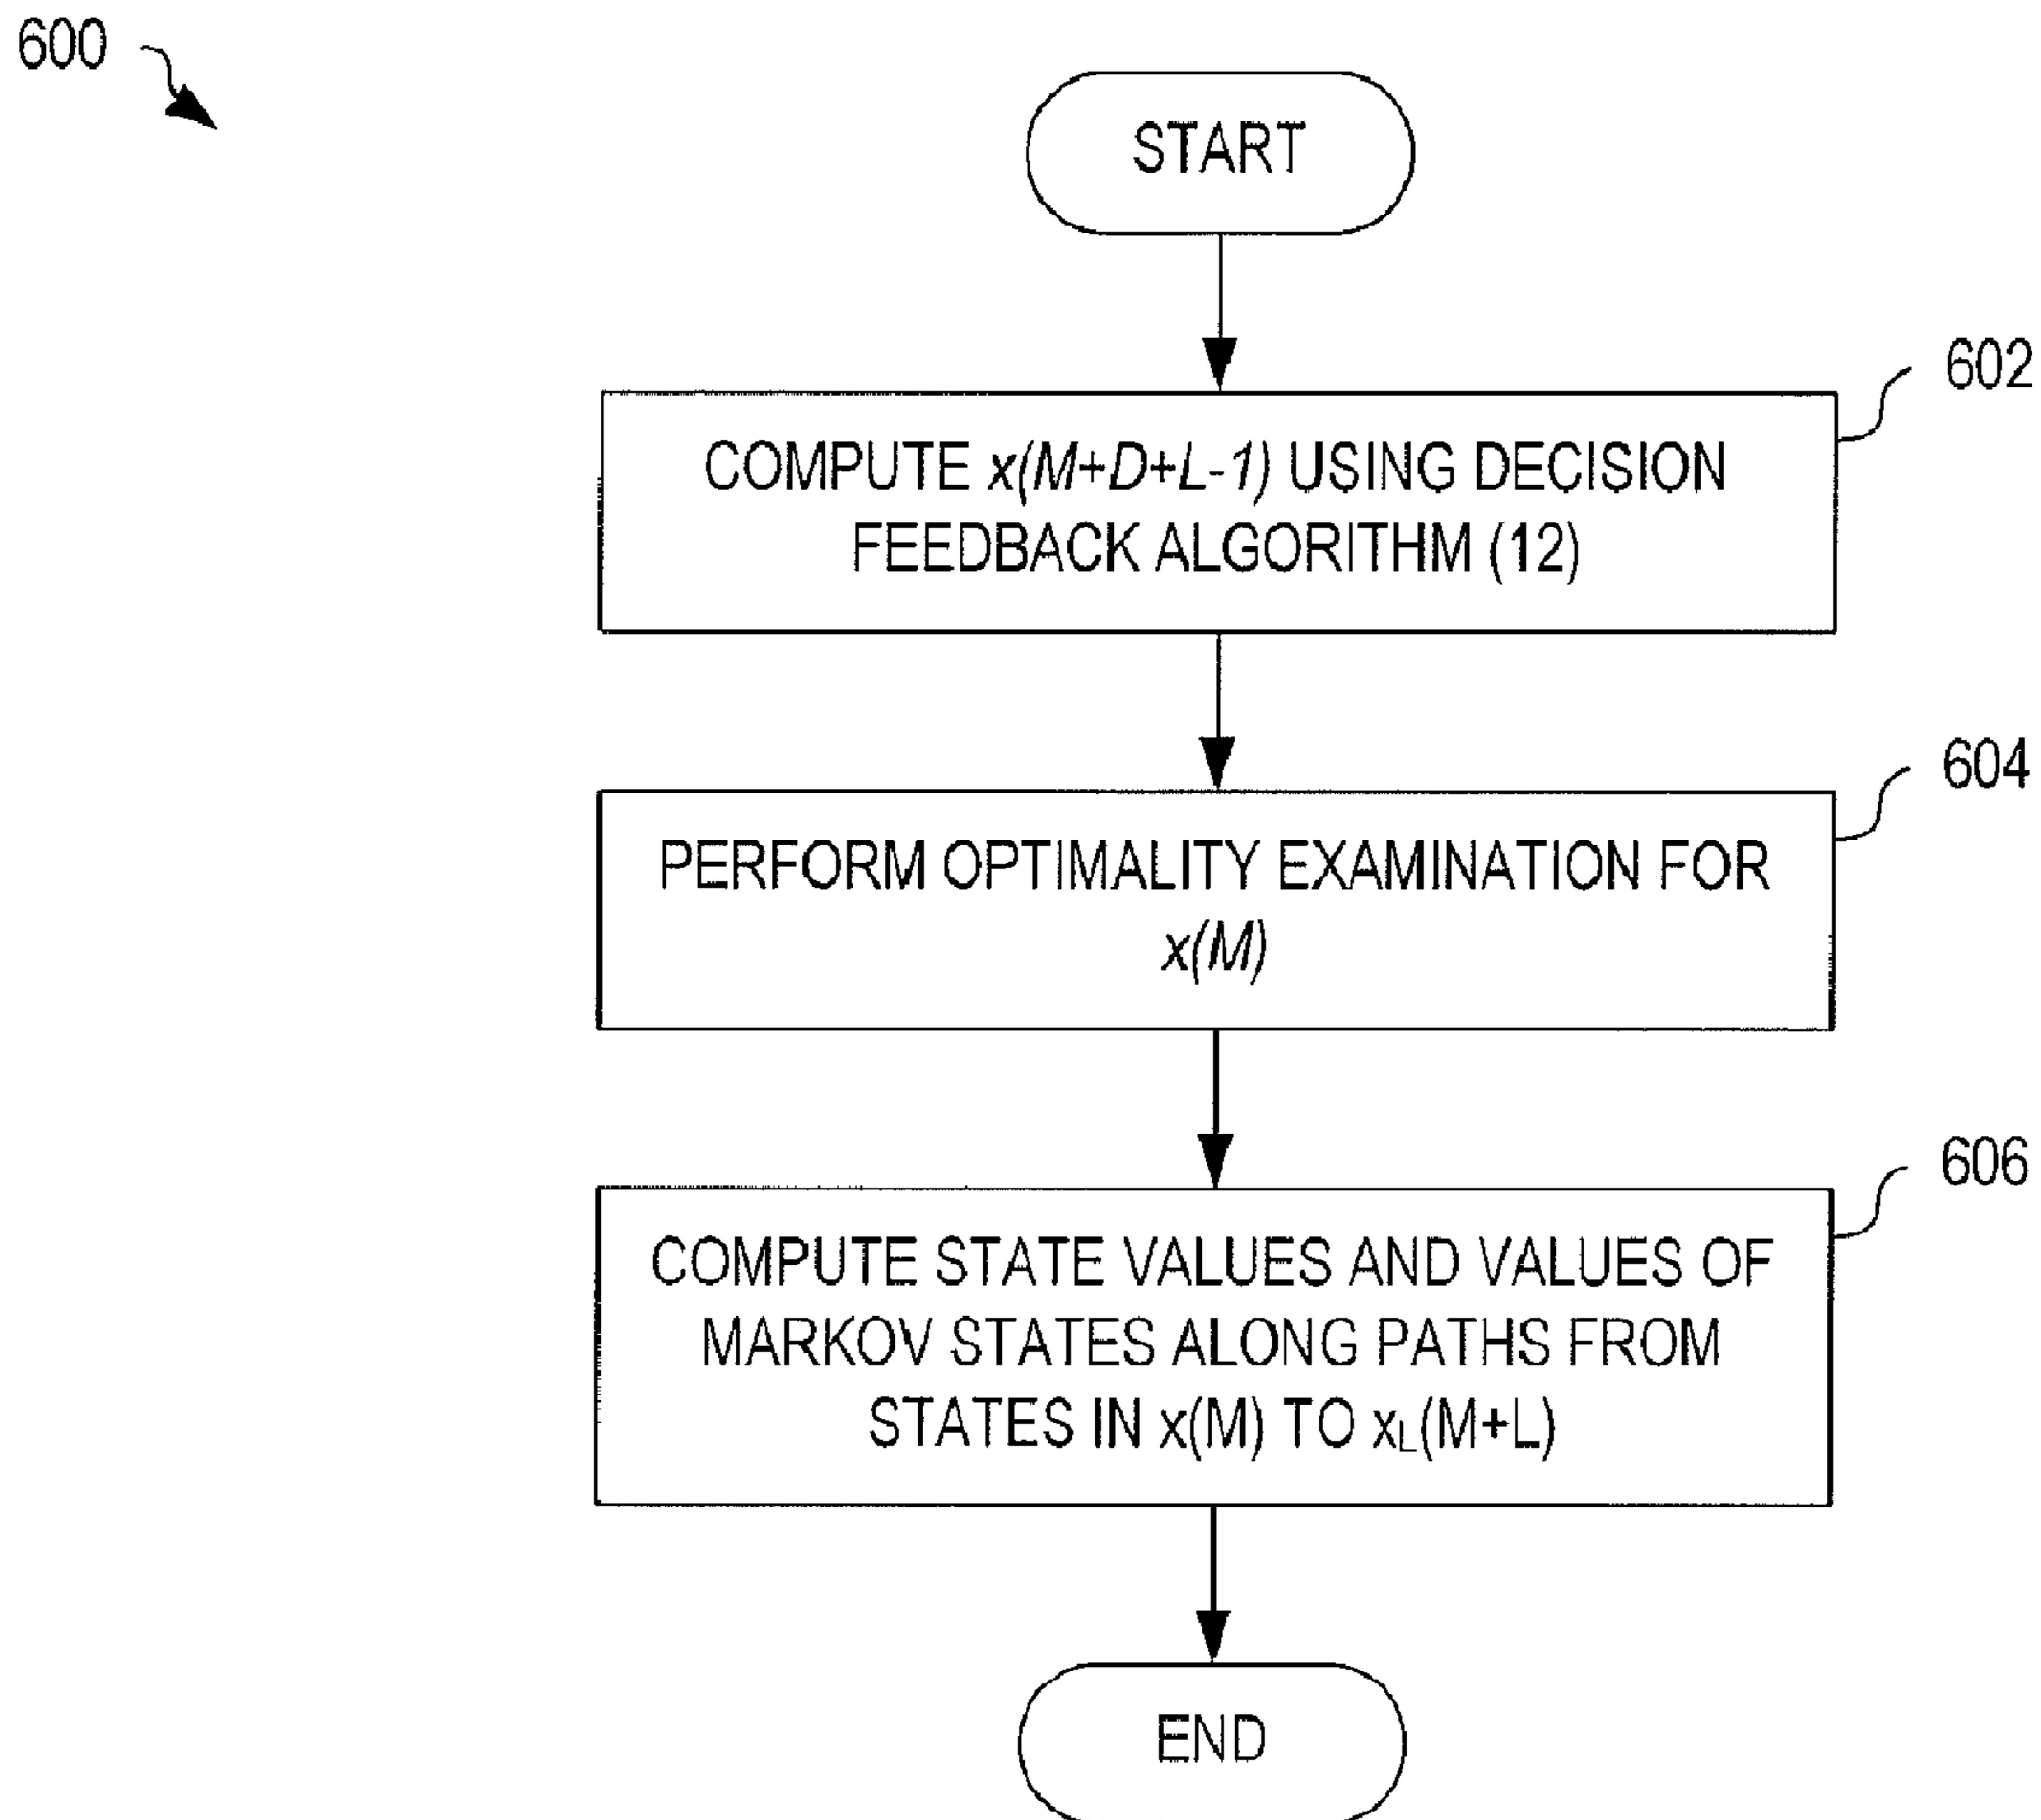 600
START
602
COMPUTE x(M+D+L-1) USING DECISION
FEEDBACK ALGORITHM (12)
604
PERFORM OPTIMALITY EXAMINATION FOR
x(M)
606
COMPUTE STATE VALUES AND VALUES OF
MARKOV STATES ALONG PATHS FROM
STATES IN x(M) TO xL(M+L)
END